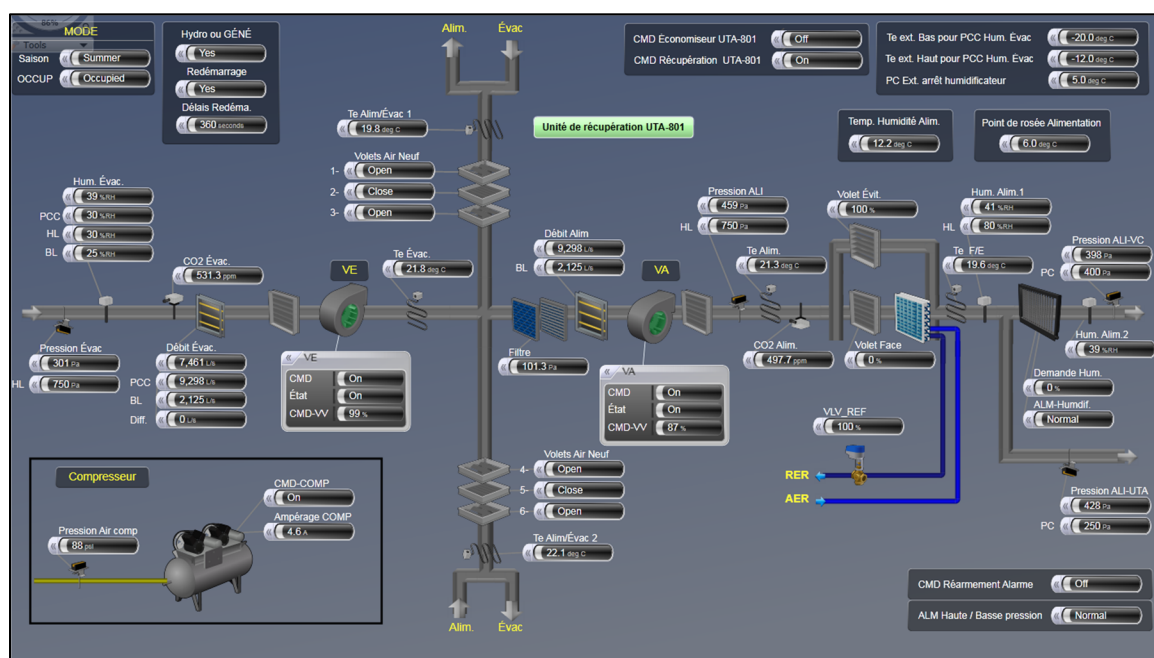 86%
Tools
MODE
Saison Summer
OCCUP Occupied
Hydro ou GÉNÉ
Yes
Redémarrage
Yes
Délais Redéma.
360 seconds
Alim. Évac
CMD Économiseur UTA-801 Off
CMD Récupération UTA-801 On
Te ext. Bas pour PCC Hum. Évac -20.0 deg C
Te ext. Haut pour PCC Hum. Évac -12.0 deg C
PC Ext. arrêt humidificateur 5.0 deg C
Te Alim/Évac 1
19.8 deg C
Unité de récupération UTA-801
Temp. Humidité Alim.
12.2 deg C
Point de rosée Alimentation
6.0 deg C
Volets Air Neuf
1- Open
2- Close
3- Open
Hum. Évac.
39 %RH
PCC 30 %RH
HL 30 %RH
BL 25 %RH
CO2 Évac.
531.3 ppm
VE
Te Évac.
21.8 deg C
Débit Alim
9,298 L/s
BL 2,125 L/s
VA
Pression ALI
459 Pa
HL 750 Pa
Te Alim.
21.3 deg C
Volet Évit.
100 %
Hum. Alim.1
41 %RH
HL 80 %RH
Te F/E
19.6 deg C
Pression ALI-VC
398 Pa
PC 400 Pa
Pression Évac
301 Pa
HL 750 Pa
Débit Évac.
7,461 L/s
PCC 9,298 L/s
BL 2,125 L/s
Diff. 0 L/s
VE
CMD On
État On
CMD-VV 99 %
Filtre
101.3 Pa
VA
CMD On
État On
CMD-VV 87 %
CO2 Alim.
497.7 ppm
Volet Face
0 %
Hum. Alim.2
39 %RH
Demande Hum.
0 %
ALM-Humdif.
Normal
VLV_REF
100 %
RER
AER
Volets Air Neuf
4- Open
5- Close
6- Open
Te Alim/Évac 2
22.1 deg C
Alim. Évac
Compresseur
CMD-COMP
On
Ampérage COMP
4.6 A
Pression Air comp
88 psi
Pression ALI-UTA
428 Pa
PC 250 Pa
CMD Réarmement Alarme Off
ALM Haute / Basse pression Normal